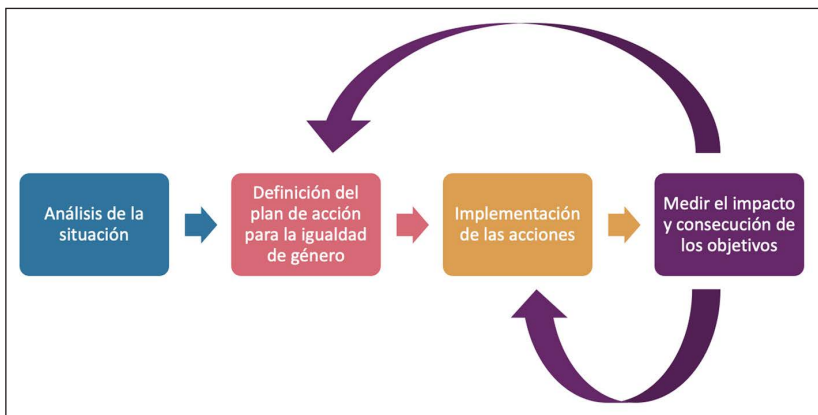 Análisis de la
situación
Definición del
plan de acción
para la igualdad
de género
Implementación
de las acciones
Medir el impacto
y consecución de
los objetivos